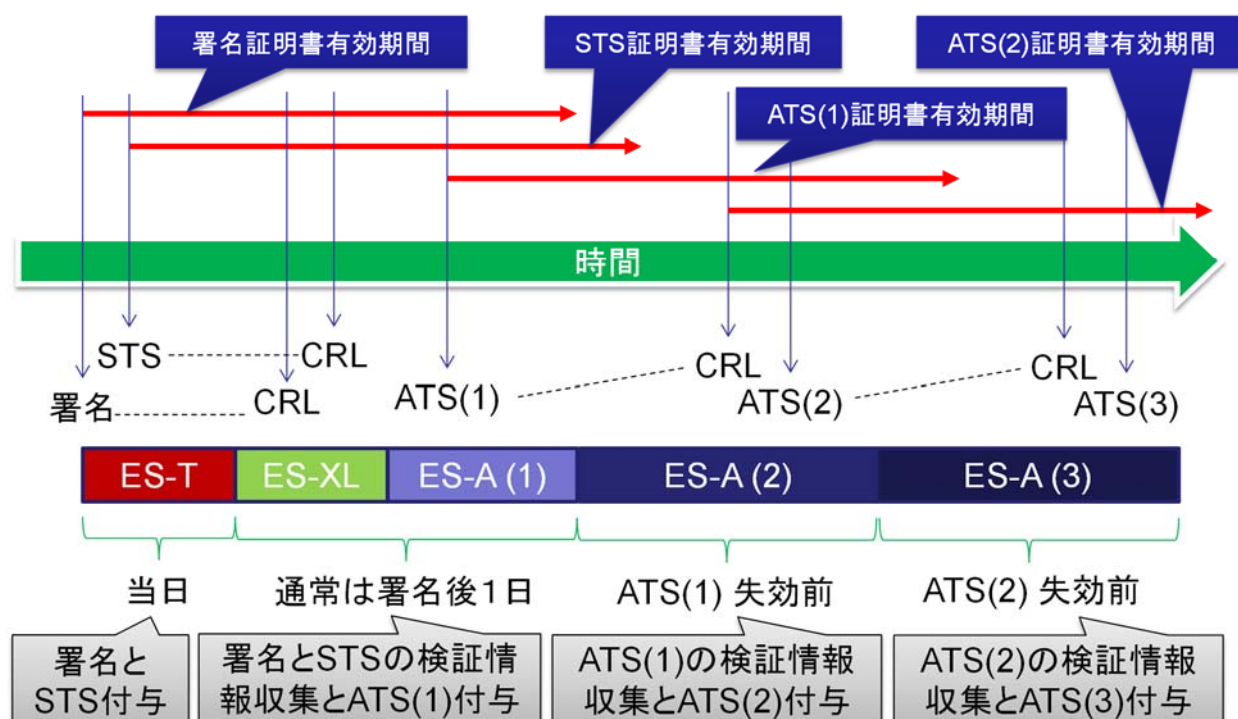 署名証明書有効期間
STS証明書有効期間
ATS(2)証明書有効期間
ATS(1)証明書有効期間
時間
STS
CRL
署名
CRL
ATS(1)
CRL
ATS(2)
CRL
ATS(3)
ES-T
ES-XL
ES-A (1)
ES-A (2)
ES-A (3)
当日
通常は署名後1日
ATS(1) 失効前
ATS(2) 失効前
署名と
STS付与
署名とSTSの検証情
報収集とATS(1)付与
ATS(1)の検証情報
収集とATS(2)付与
ATS(2)の検証情報
収集とATS(3)付与